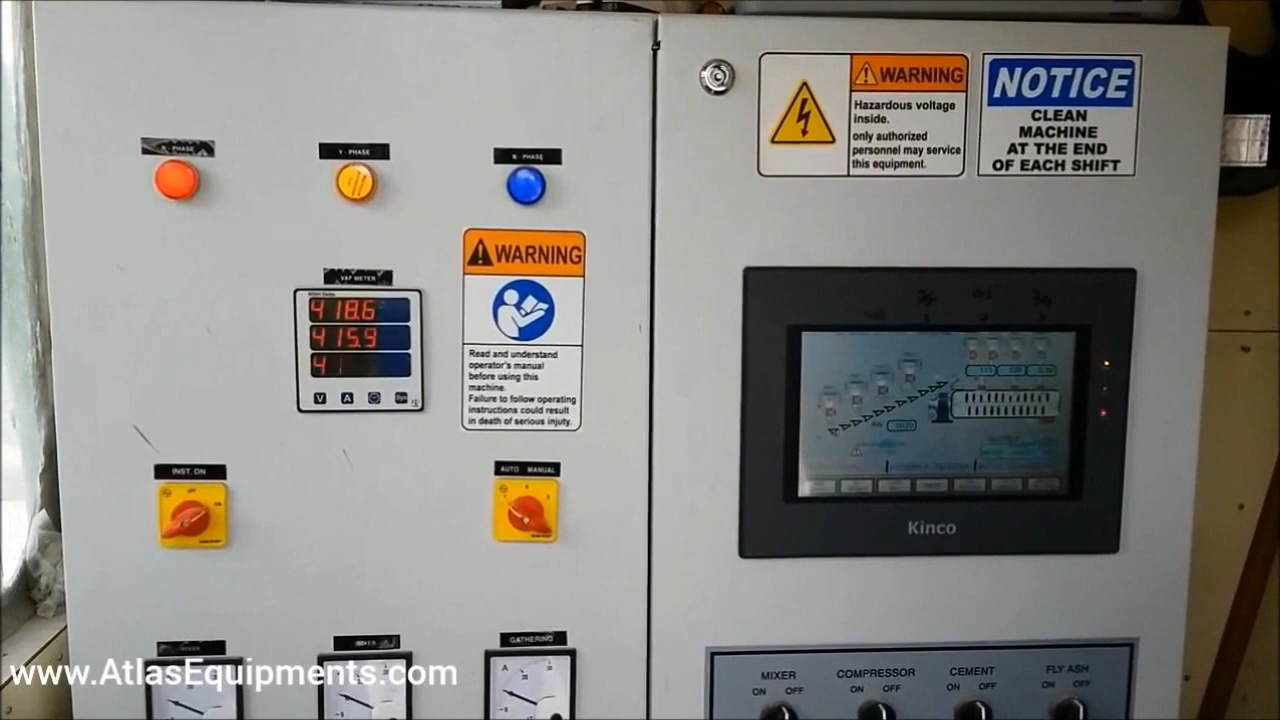 WARNING
Hazardous voltage
inside.
only authorized
personnel may service
this equipment.
NOTICE
CLEAN
MACHINE
AT THE END
OF EACH SHIFT
PHASE
Y - PHASE
PHASE
WARNING
Read and understand
operator's manual
before using this
machine.
Failure to follow operating
instructions could result
in death of serious injuty.
VAF METER
418.6
415.9
41
V A
INST. ON
OFF
ON
AUTO MANUAL
Kinco
GATHERING
A
MIXER
ON OFF
COMPRESSOR
ON OFF
CEMENT
ON OFF
FLY ASH
ON OFF
www.AtlasEquipments.com